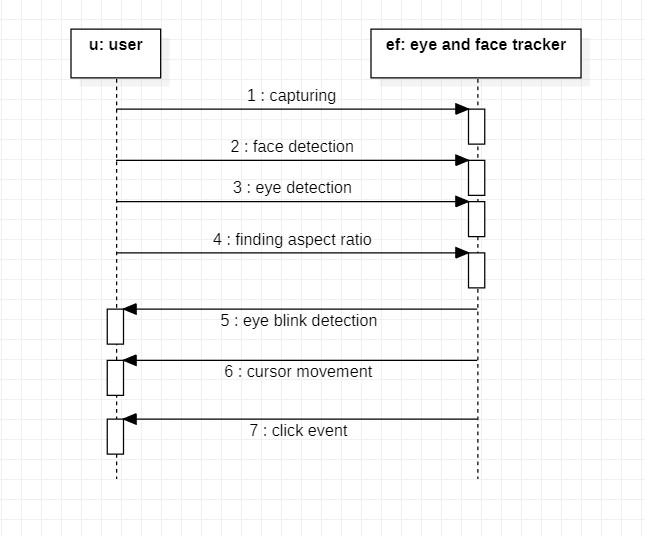 u: user
ef: eye and face tracker
1 : capturing
2 : face detection
3 : eye detection
4 : finding aspect ratio
5 : eye blink detection
6 : cursor movement
7 : click event